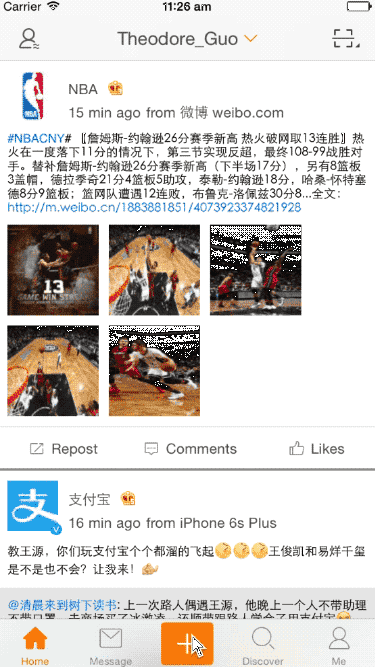 Carrier 11:26 am
Theodore_Guo
NBA
15 min ago from 微博 weibo.com
#NBACNY# 〖詹姆斯-约翰逊26分赛季新高 热火破网取13连胜〗热
火在一度落下11分的情况下，第三节实现反超，最终108-99战胜对
手。替补詹姆斯-约翰逊26分赛季新高（下半场17分），另有8篮板
3盖帽，德拉季奇21分4篮板5助攻，泰勒-约翰逊18分，哈桑-怀特塞
德8分9篮板；篮网队遭遇12连败，布鲁克-洛佩兹30分8...全文：
http://m.weibo.cn/1883881851/4073923374821928
13
GAME WIN STREAK
Repost Comments Likes
支
支付宝
16 min ago from iPhone 6s Plus
教王源，你们玩支付宝个个都溜的飞起王俊凯和易烊千玺
是不是也不会？让我来！
@清晨来到树下读书: 上一次路人偶遇王源，他晚上一个人不带助理
Home Message Discover Me